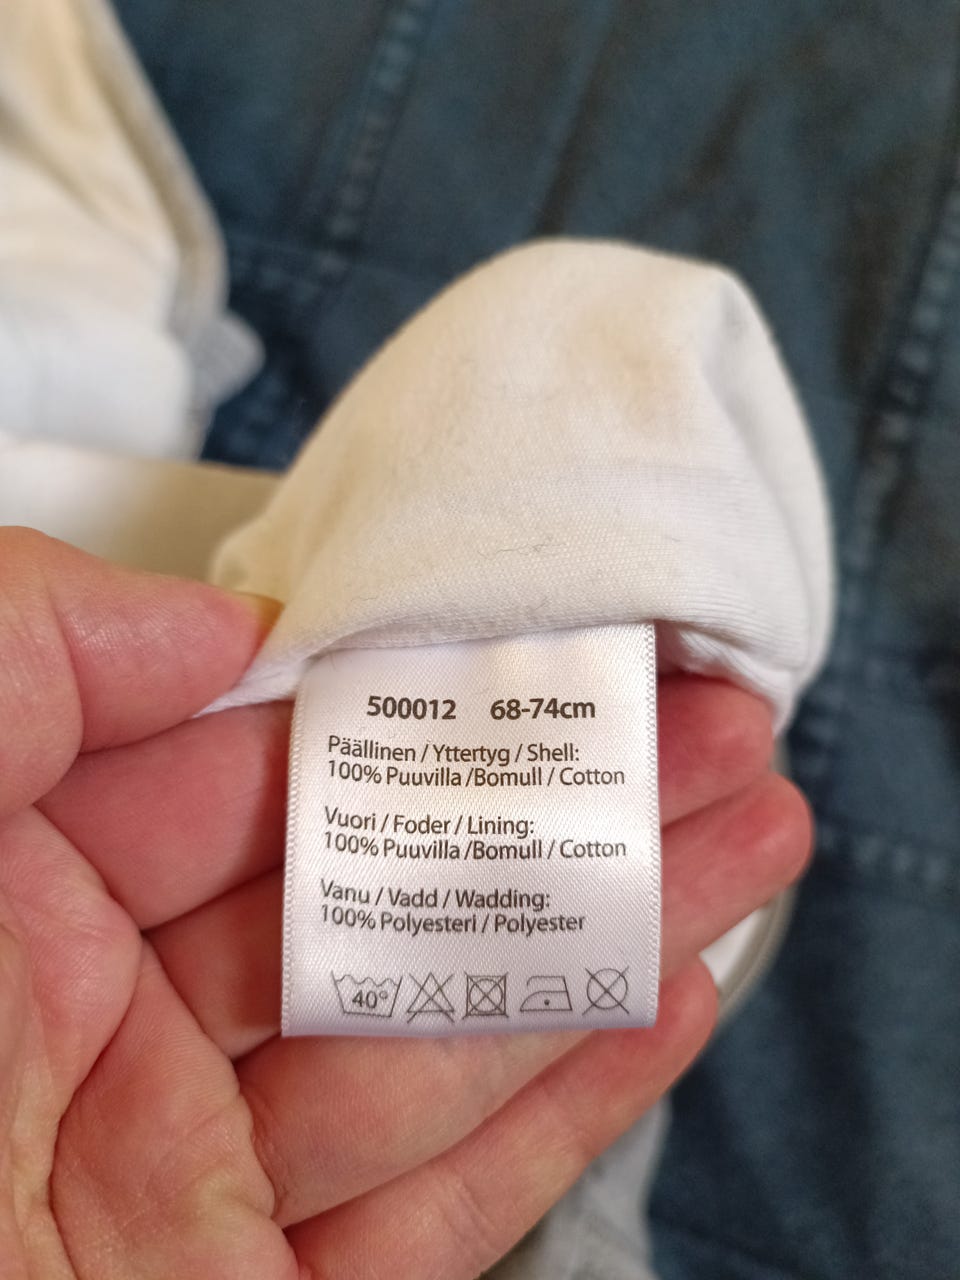 500012 68-74cm
Päällinen / Yttertyg / Shell:
100% Puuvilla /Bomull / Cotton
Vuori / Foder / Lining:
100% Puuvilla /Bomull / Cotton
Vanu / Vadd / Wadding:
100% Polyesteri / Polyester
40°